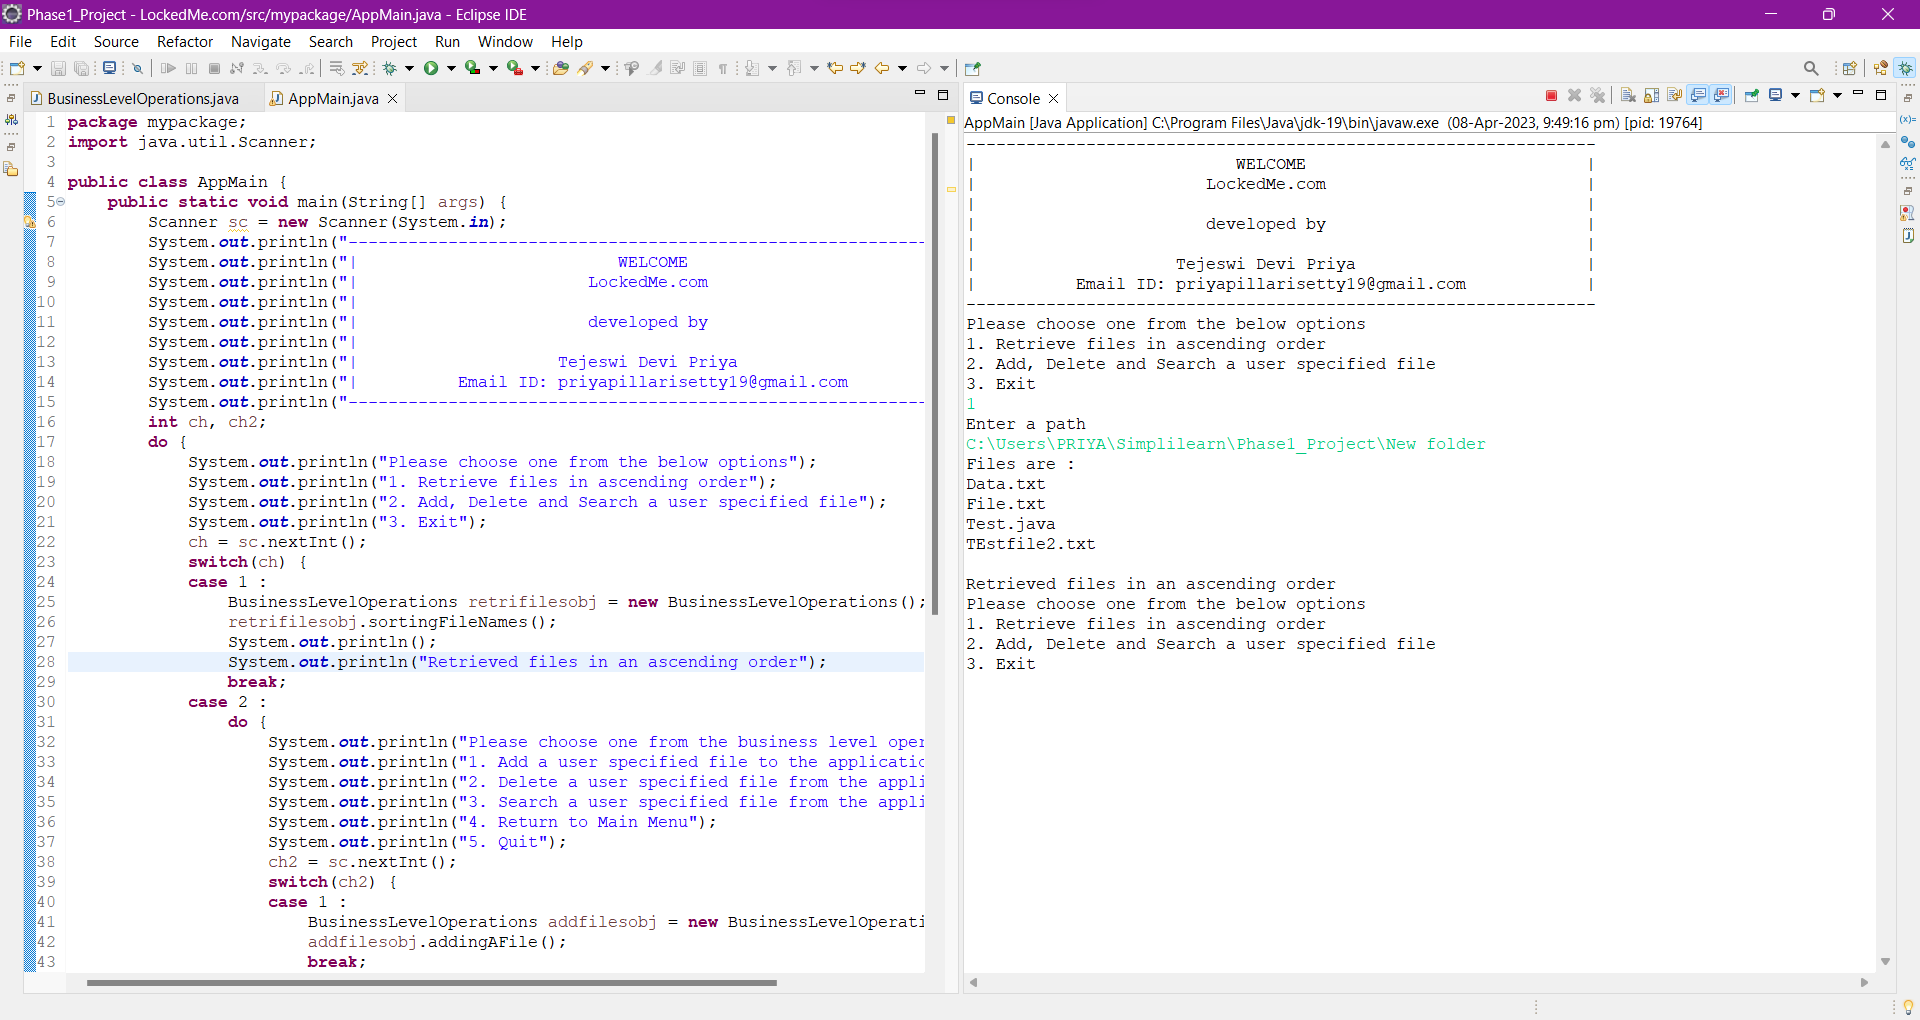 Phase1_Project - LockedMe.com/src/mypackage/AppMain.java - Eclipse IDE
File Edit Source Refactor Navigate Search Project Run Window Help
BusinessLevelOperations.java AppMain.java
1 package mypackage;
2 import java.util.Scanner;
3
4 public class AppMain {
5 public static void main(String[] args) {
6 Scanner sc = new Scanner(System.in);
7 System.out.println("----------------------------------------------------------
8 System.out.println("| WELCOME
9 System.out.println("| LockedMe.com
10 System.out.println("|
11 System.out.println("| developed by
12 System.out.println("|
13 System.out.println("| Tejeswi Devi Priya
14 System.out.println("| Email ID: priyapillarisetty19@gmail.com
15 System.out.println("----------------------------------------------------------
16 int ch, ch2;
17 do {
18 System.out.println("Please choose one from the below options");
19 System.out.println("1. Retrieve files in ascending order");
20 System.out.println("2. Add, Delete and Search a user specified file");
21 System.out.println("3. Exit");
22 ch = sc.nextInt();
23 switch(ch) {
24 case 1 :
25 BusinessLevelOperations retrifilesobj = new BusinessLevelOperations();
26 retrifilesobj.sortingFileNames();
27 System.out.println();
28 System.out.println("Retrieved files in an ascending order");
29 break;
30 case 2 :
31 do {
32 System.out.println("Please choose one from the business level oper
33 System.out.println("1. Add a user specified file to the applicatio
34 System.out.println("2. Delete a user specified file from the appli
35 System.out.println("3. Search a user specified file from the appli
36 System.out.println("4. Return to Main Menu");
37 System.out.println("5. Quit");
38 ch2 = sc.nextInt();
39 switch(ch2) {
40 case 1 :
41 BusinessLevelOperations addfilesobj = new BusinessLevelOperati
42 addfilesobj.addingAFile();
43 break;
Console
AppMain [Java Application] C:\Program Files\Java\jdk-19\bin\javaw.exe (08-Apr-2023, 9:49:16 pm) [pid: 19764]
---------------------------------------------------------------
| WELCOME |
| LockedMe.com |
| |
| developed by |
| |
| Tejeswi Devi Priya |
| Email ID: priyapillarisetty19@gmail.com |
---------------------------------------------------------------
Please choose one from the below options
1. Retrieve files in ascending order
2. Add, Delete and Search a user specified file
3. Exit
1
Enter a path
C:\Users\PRIYA\Simplilearn\Phase1_Project\New folder
Files are :
Data.txt
File.txt
Test.java
TEstfile2.txt
Retrieved files in an ascending order
Please choose one from the below options
1. Retrieve files in ascending order
2. Add, Delete and Search a user specified file
3. Exit